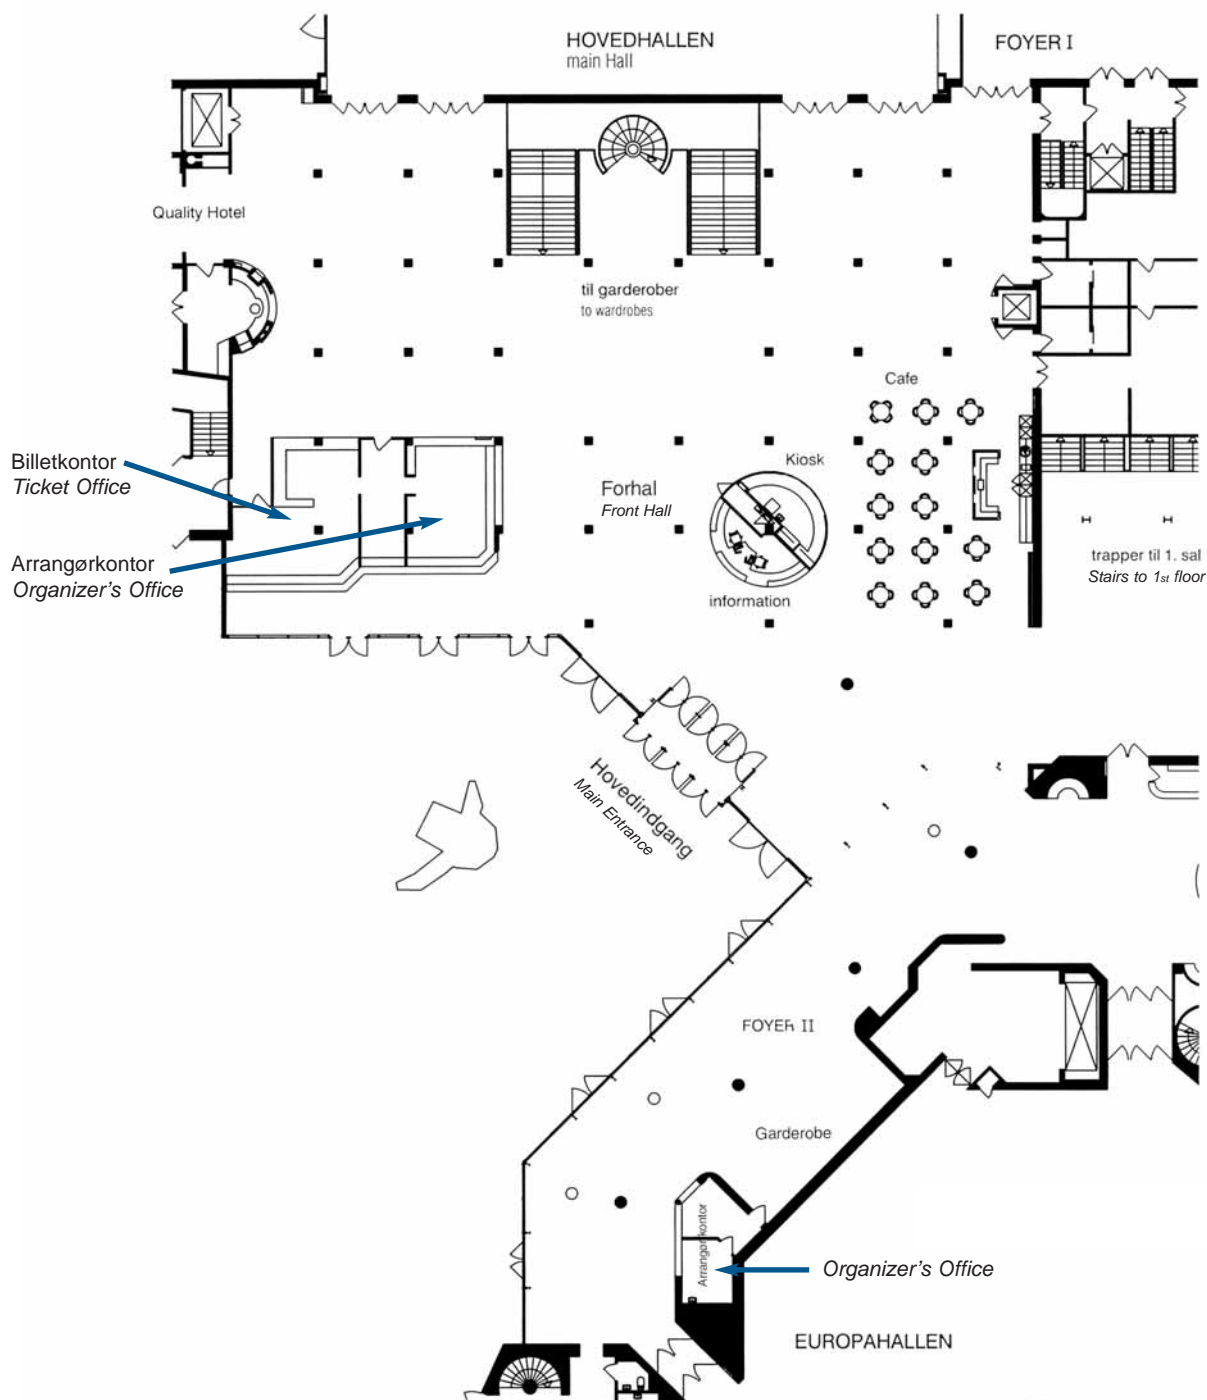 HOVEDHALLEN
main Hall
FOYER I
Quality Hotel
til garderober
to wardrobes
Cafe
Billetkontor
Ticket Office
Kiosk
Forhal
Front Hall
Arrangørkontor
Organizer's Office
trapper til 1. sal
Stairs to 1st floor
information
Hovedindgang
Main Entrance
FOYER II
Garderobe
Arrangørkontor
Organizer's Office
EUROPAHALLEN